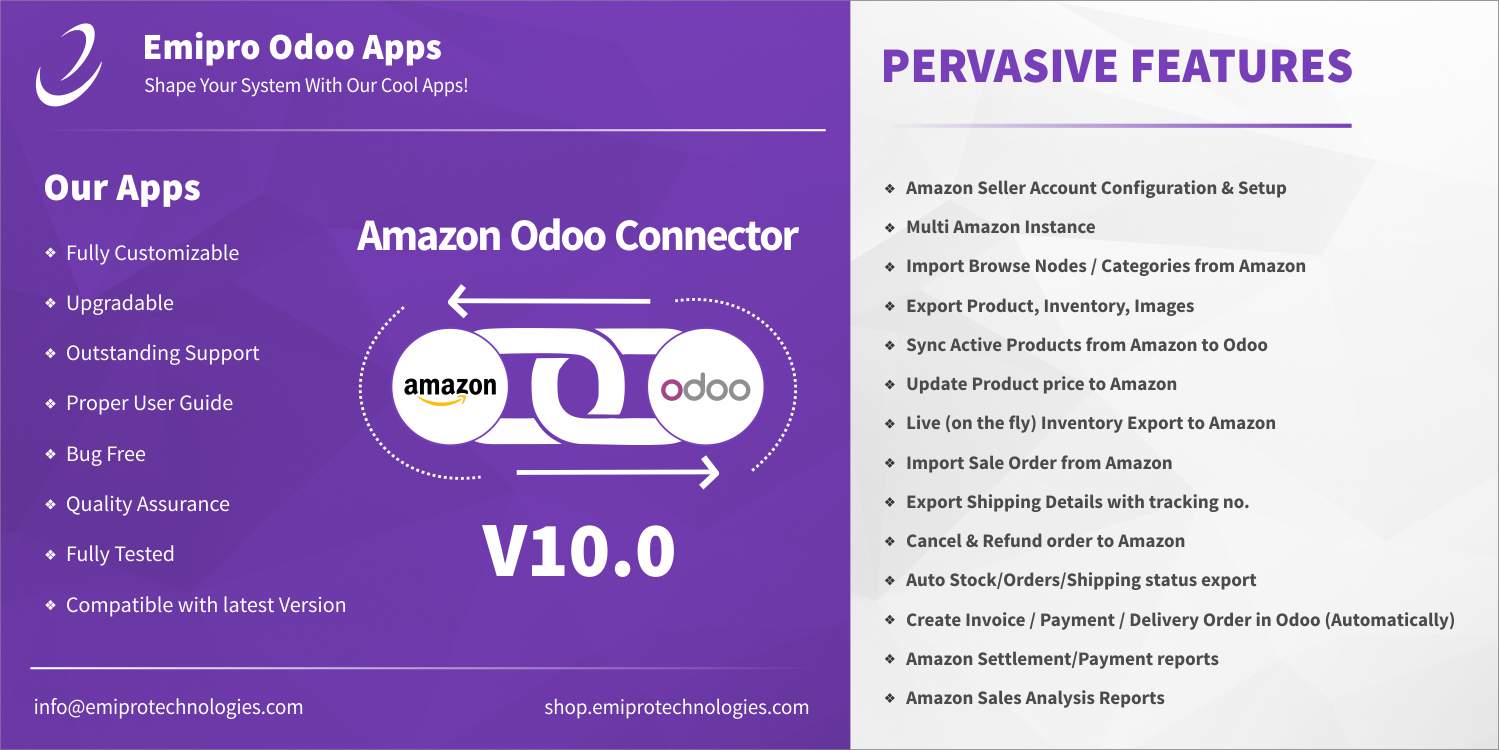 Emipro Odoo Apps
Shape Your System With Our Cool Apps!
Our Apps
❖ Fully Customizable
❖ Upgradable
❖ Outstanding Support
❖ Proper User Guide
❖ Bug Free
❖ Quality Assurance
❖ Fully Tested
❖ Compatible with latest Version
Amazon Odoo Connector
amazon
odoo
V10.0
info@emiprotechnologies.com
shop.emiprotechnologies.com
PERVASIVE FEATURES
❖ Amazon Seller Account Configuration & Setup
❖ Multi Amazon Instance
❖ Import Browse Nodes / Categories from Amazon
❖ Export Product, Inventory, Images
❖ Sync Active Products from Amazon to Odoo
❖ Update Product price to Amazon
❖ Live (on the fly) Inventory Export to Amazon
❖ Import Sale Order from Amazon
❖ Export Shipping Details with tracking no.
❖ Cancel & Refund order to Amazon
❖ Auto Stock/Orders/Shipping status export
❖ Create Invoice / Payment / Delivery Order in Odoo (Automatically)
❖ Amazon Settlement/Payment reports
❖ Amazon Sales Analysis Reports